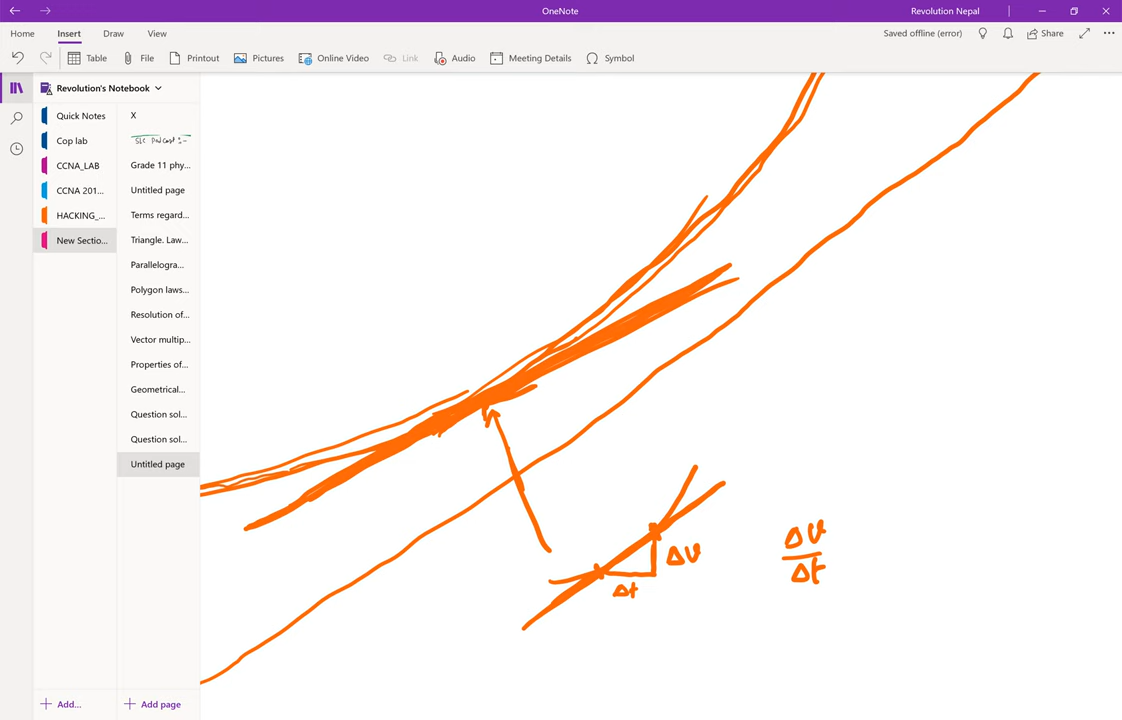 OneNote
Revolution Nepal
Home Insert Draw View
Saved offline (error)
Share
Table File Printout Pictures Online Video Link Audio Meeting Details Symbol
Revolution's Notebook
Quick Notes
Cop lab
CCNA_LAB
CCNA 201...
HACKING_...
New Sectio...
X
Grade 11 phy...
Untitled page
Terms regard...
Triangle. Law...
Parallelogra...
Polygon laws...
Resolution of...
Vector multip...
Properties of...
Geometrical...
Question sol...
Question sol...
Untitled page
Δv
Δt
Δv
Δt
Add...
Add page